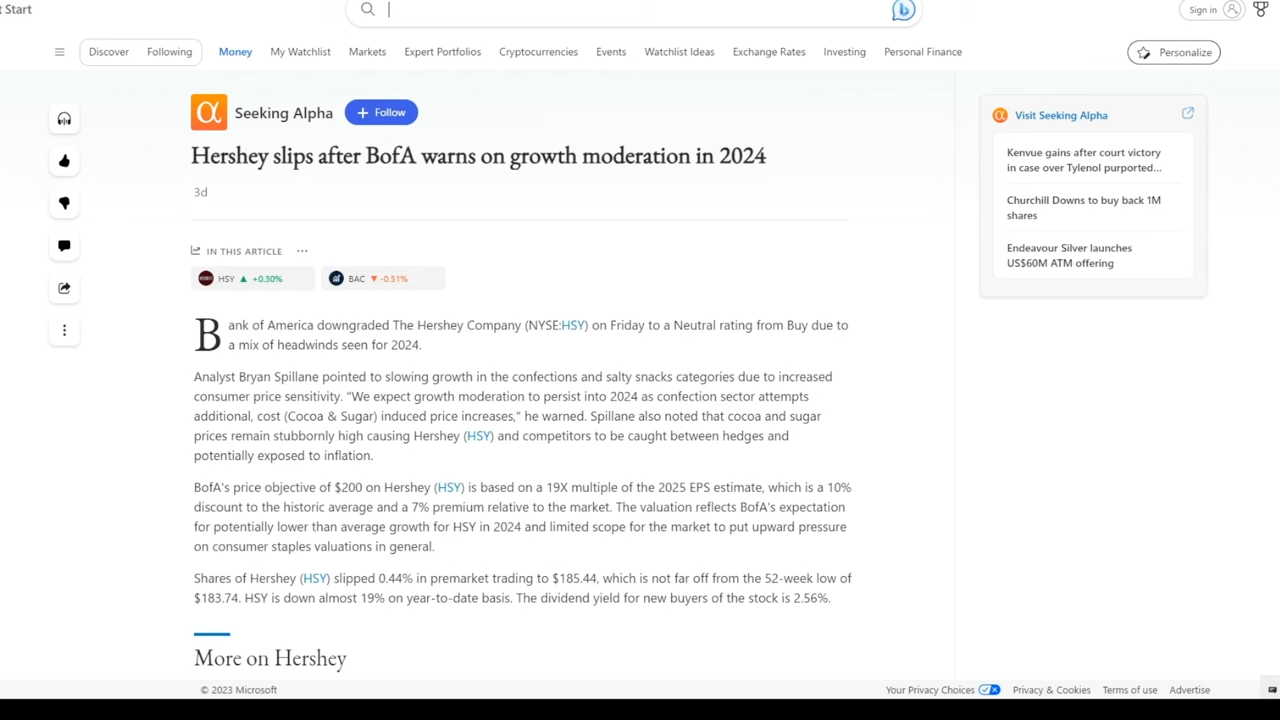 t Start
Sign in
Discover
Following
Money
My Watchlist
Markets
Expert Portfolios
Cryptocurrencies
Events
Watchlist Ideas
Exchange Rates
Investing
Personal Finance
Personalize
α Seeking Alpha
+ Follow
Hershey slips after BofA warns on growth moderation in 2024
3d
IN THIS ARTICLE ...
HSY ▲ +0.30%
BAC ▼ -0.51%
Bank of America downgraded The Hershey Company (NYSE:HSY) on Friday to a Neutral rating from Buy due to
a mix of headwinds seen for 2024.
Analyst Bryan Spillane pointed to slowing growth in the confections and salty snacks categories due to increased
consumer price sensitivity. "We expect growth moderation to persist into 2024 as confection sector attempts
additional, cost (Cocoa & Sugar) induced price increases," he warned. Spillane also noted that cocoa and sugar
prices remain stubbornly high causing Hershey (HSY) and competitors to be caught between hedges and
potentially exposed to inflation.
BofA's price objective of $200 on Hershey (HSY) is based on a 19X multiple of the 2025 EPS estimate, which is a 10%
discount to the historic average and a 7% premium relative to the market. The valuation reflects BofA's expectation
for potentially lower than average growth for HSY in 2024 and limited scope for the market to put upward pressure
on consumer staples valuations in general.
Shares of Hershey (HSY) slipped 0.44% in premarket trading to $185.44, which is not far off from the 52-week low of
$183.74. HSY is down almost 19% on year-to-date basis. The dividend yield for new buyers of the stock is 2.56%.
More on Hershey
α Visit Seeking Alpha
Kenvue gains after court victory
in case over Tylenol purported...
Churchill Downs to buy back 1M
shares
Endeavour Silver launches
US$60M ATM offering
© 2023 Microsoft
Your Privacy Choices
Privacy & Cookies
Terms of use
Advertise